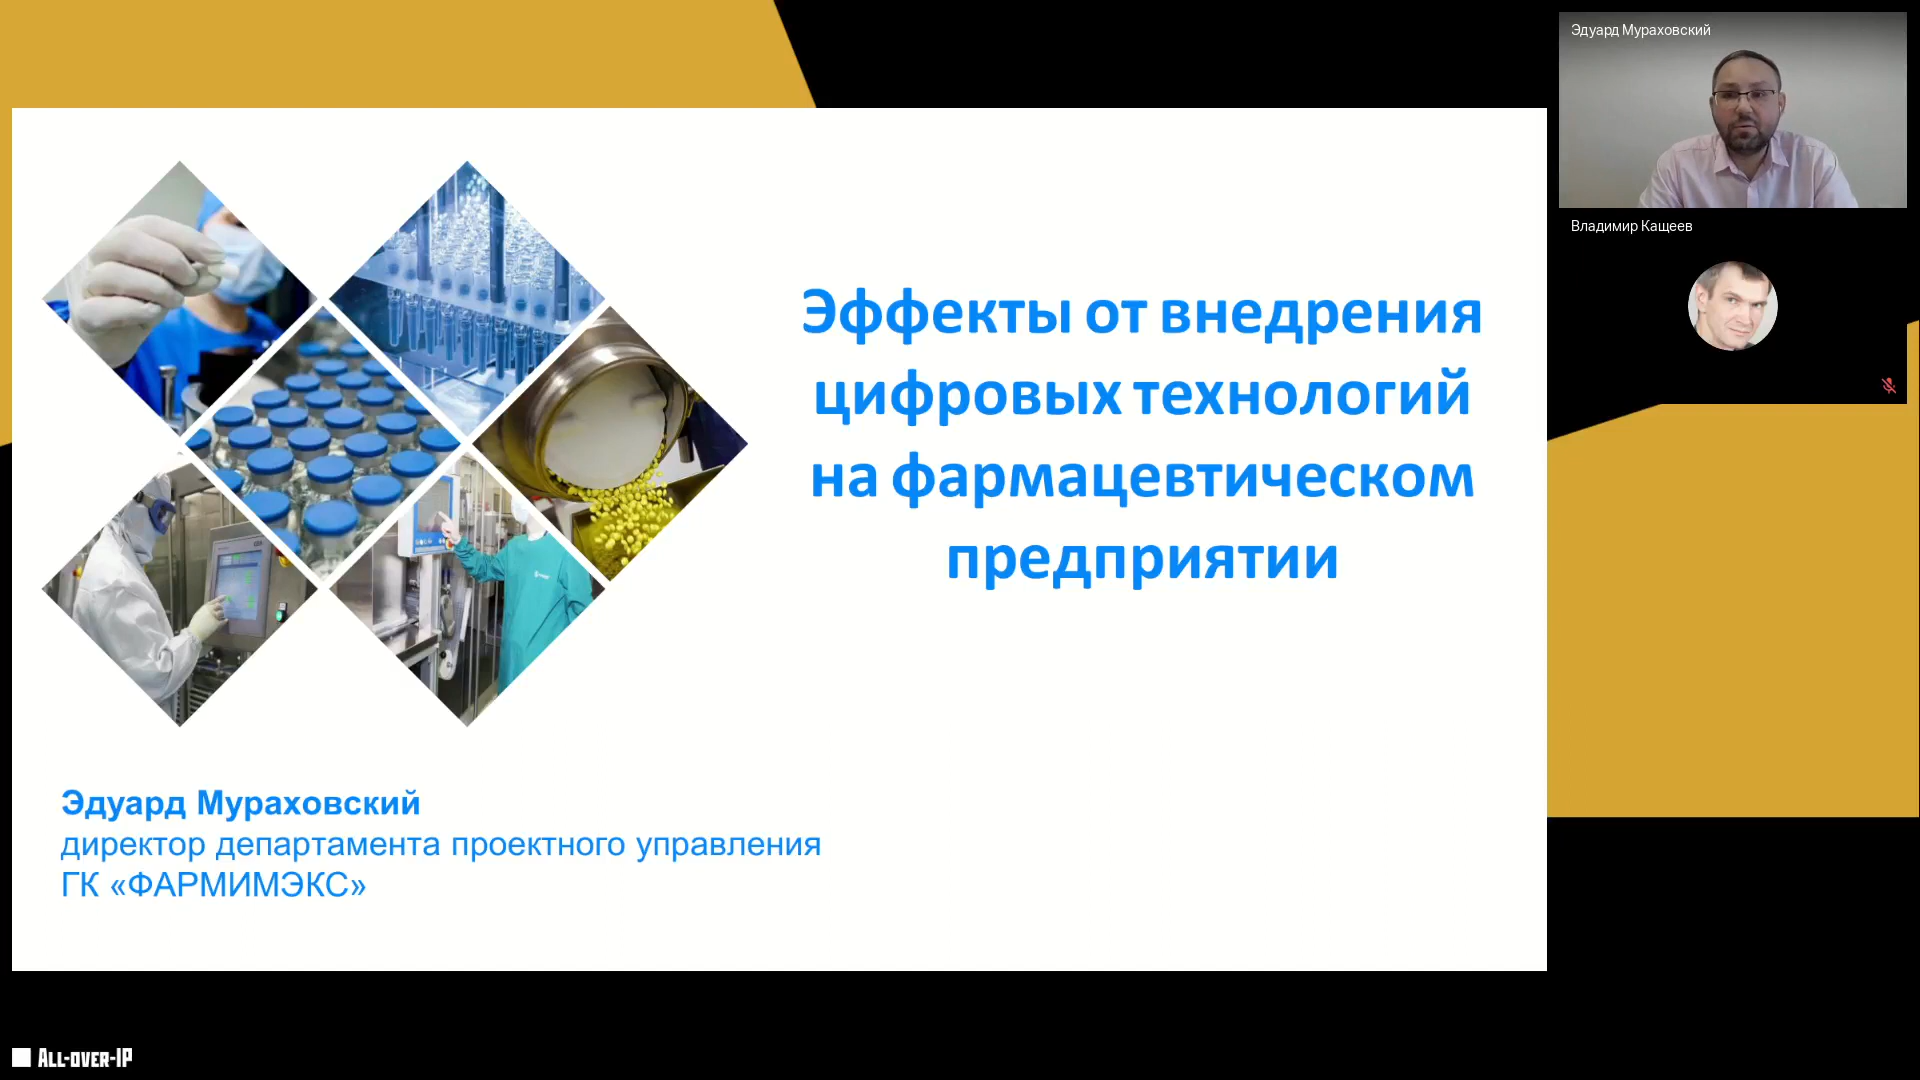 Эдуард Мураховский
Владимир Кащеев
Эффекты от внедрения
цифровых технологий
на фармацевтическом
предприятии
Эдуард Мураховский
директор департамента проектного управления
ГК «ФАРМИМЭКС»
ALL-OVER-IP